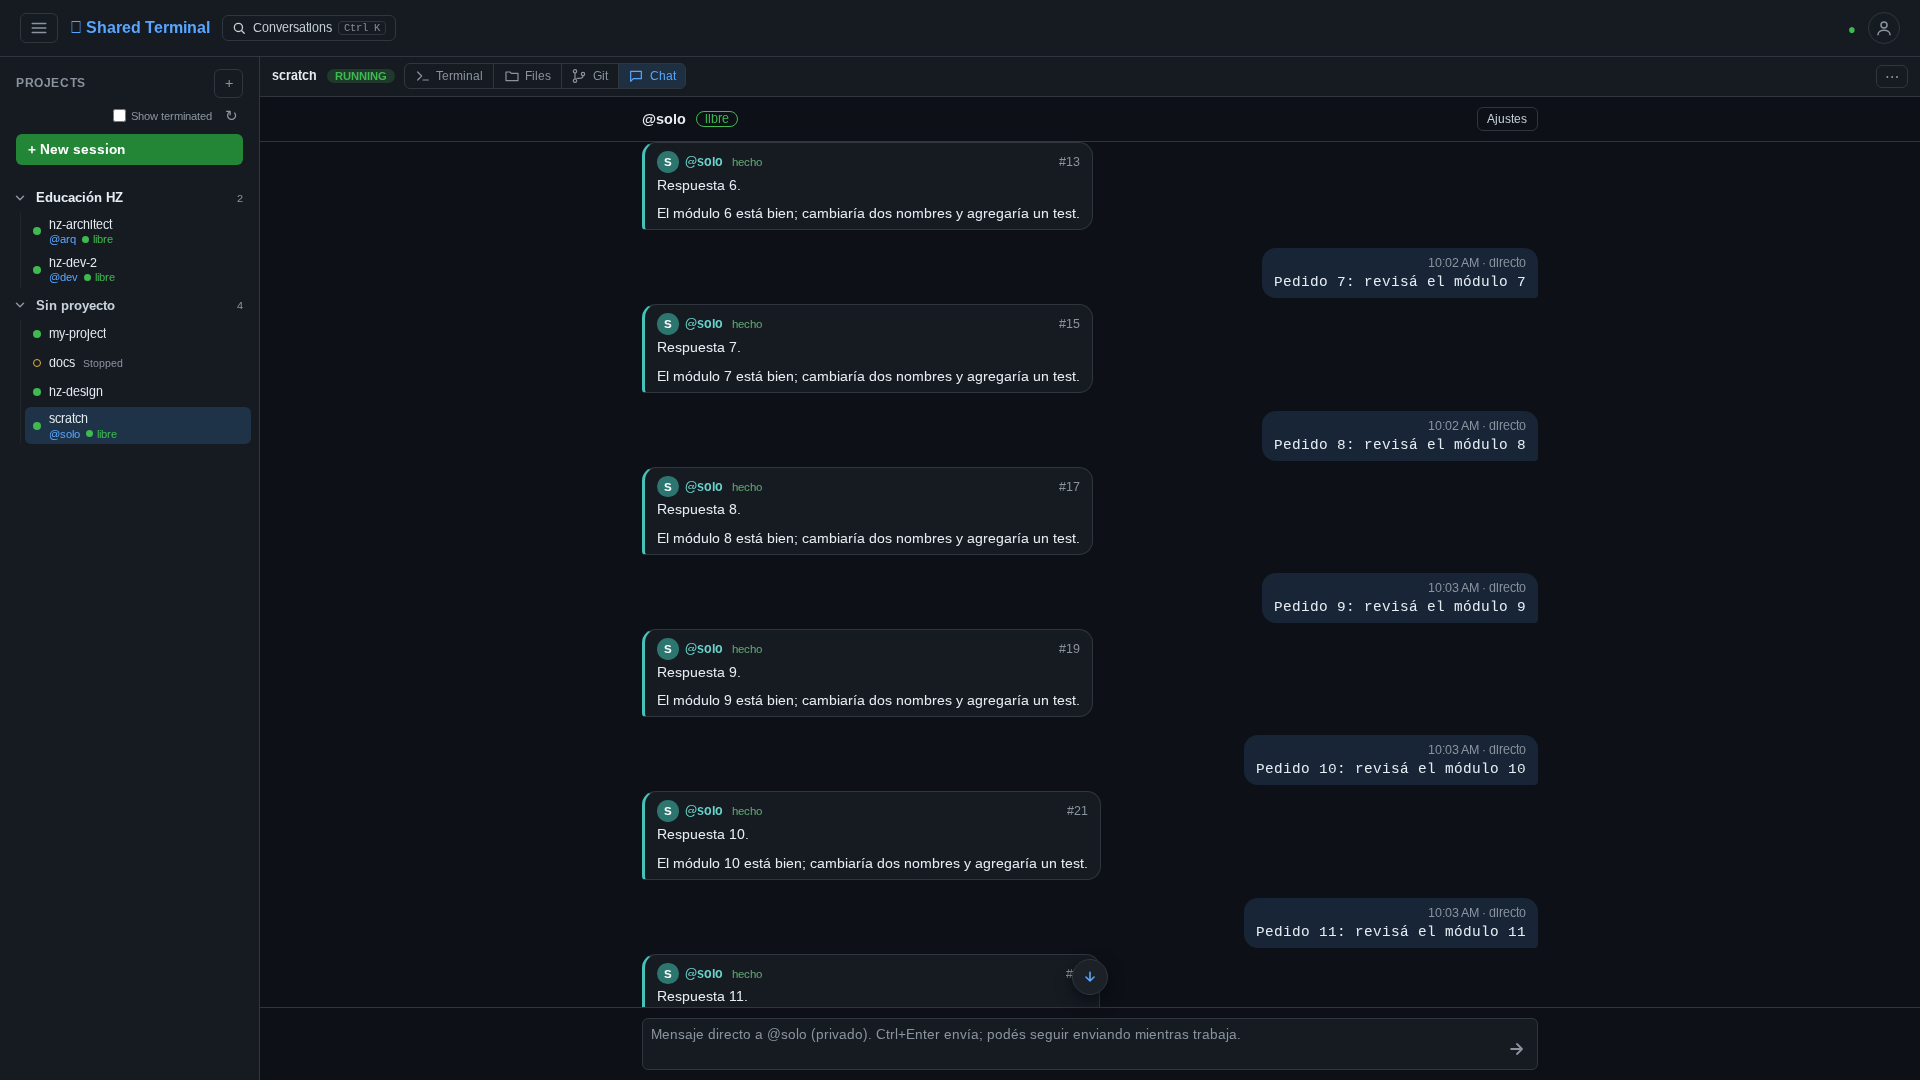 Shared Terminal
Conversations Ctrl K
PROJECTS
+
Show terminated
+ New session
Educación HZ 2
hz-architect
@arq libre
hz-dev-2
@dev libre
Sin proyecto 4
my-project
docs Stopped
hz-design
scratch
@solo libre
scratch RUNNING Terminal Files Git Chat
@solo libre Ajustes
@solo hecho #13
S
Respuesta 6.
El módulo 6 está bien; cambiaría dos nombres y agregaría un test.
10:02 AM · directo
Pedido 7: revisá el módulo 7
S @solo hecho #15
Respuesta 7.
El módulo 7 está bien; cambiaría dos nombres y agregaría un test.
10:02 AM · directo
Pedido 8: revisá el módulo 8
S @solo hecho #17
Respuesta 8.
El módulo 8 está bien; cambiaría dos nombres y agregaría un test.
10:03 AM · directo
Pedido 9: revisá el módulo 9
S @solo hecho #19
Respuesta 9.
El módulo 9 está bien; cambiaría dos nombres y agregaría un test.
10:03 AM · directo
Pedido 10: revisá el módulo 10
S @solo hecho #21
Respuesta 10.
El módulo 10 está bien; cambiaría dos nombres y agregaría un test.
10:03 AM · directo
Pedido 11: revisá el módulo 11
S @solo hecho
Respuesta 11.
Mensaje directo a @solo (privado). Ctrl+Enter envía; podés seguir enviando mientras trabaja.